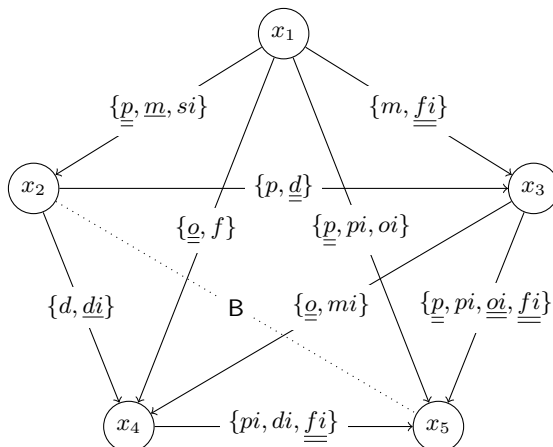 x₁
{p, m, si}
{m, fi}
x₂
{p, d}
x₃
{o, f}
{p, pi, oi}
{d, di}
B
{o, mi}
{p, pi, oi, fi}
x₄
{pi, di, fi}
x₅